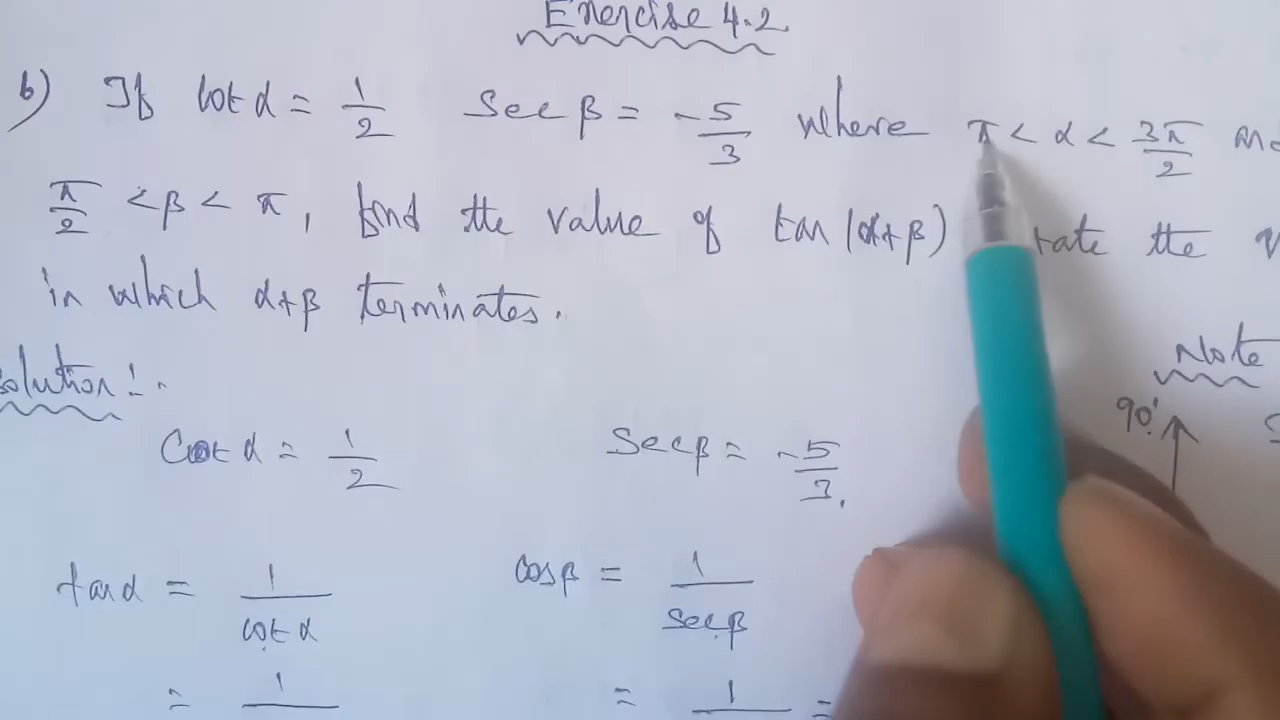 Exercise 4.2
6) If cot α = 1/2 Sec β = -5/3 where π < α < 3π/2
π/2 < β < π, find the value of tan (α+β) the
in which α+β terminates.
Solution:-
Note
Cot α = 1/2 Sec β = -5/3.
90°
tan α = 1/cot α cos β = 1/sec β
= 1 = 1 =